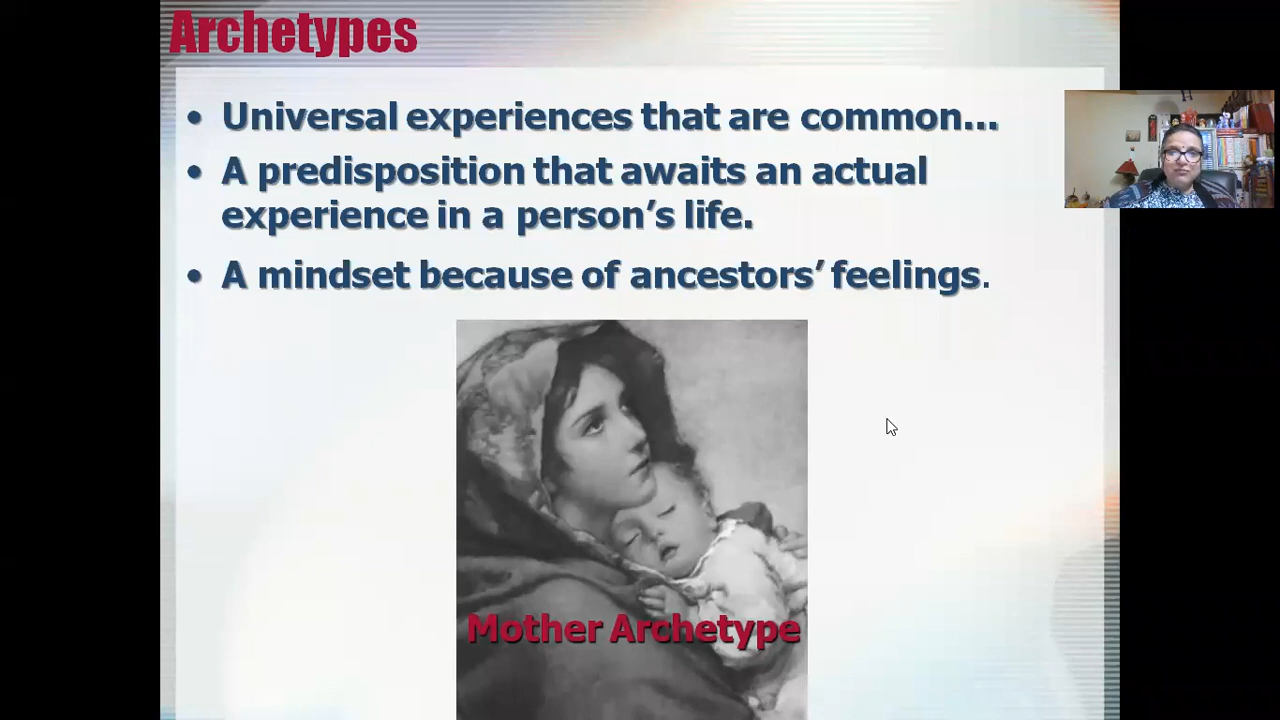 Archetypes
• Universal experiences that are common...
• A predisposition that awaits an actual
experience in a person’s life.
• A mindset because of ancestors’ feelings.
Mother Archetype